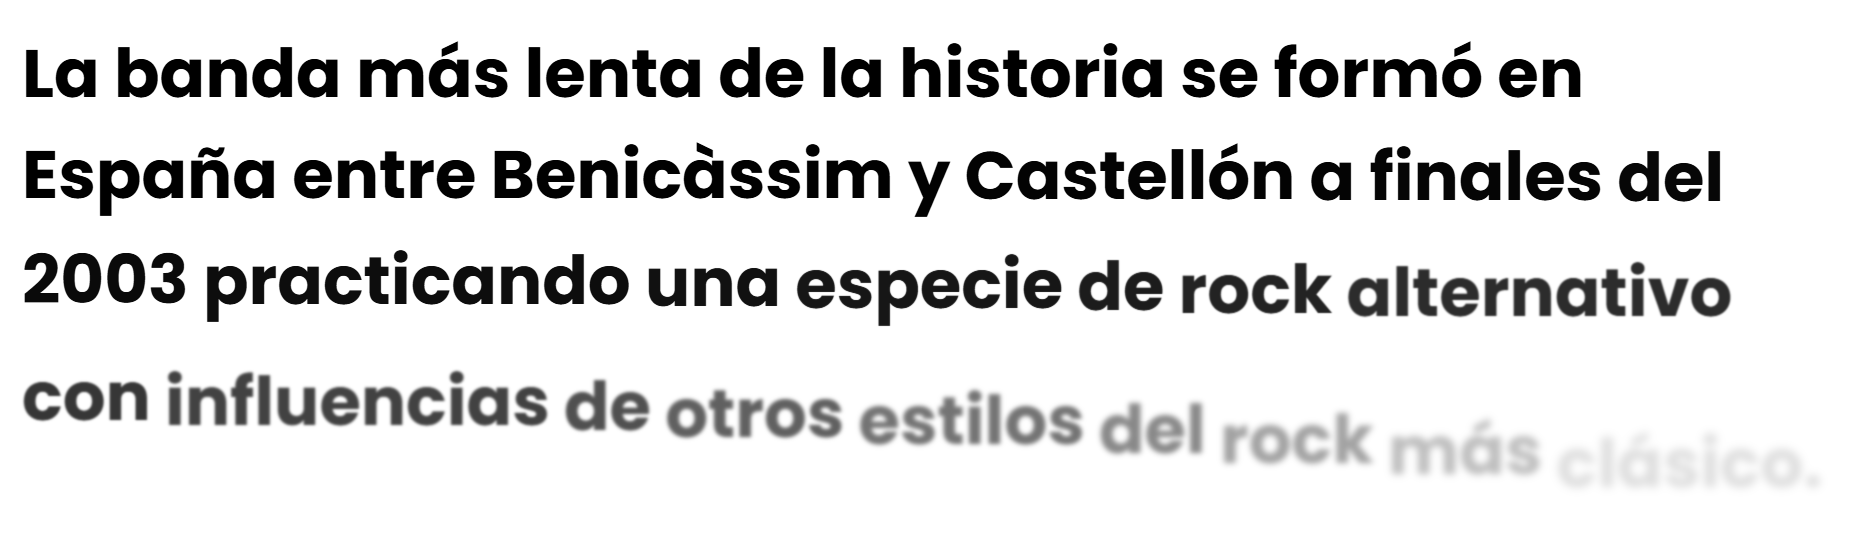 La banda más lenta de la historia se formó en
España entre Benicàssim y Castellón a finales del
2003 practicando una especie de rock alternativo
con influencias de otros estilos del rock más clásico.